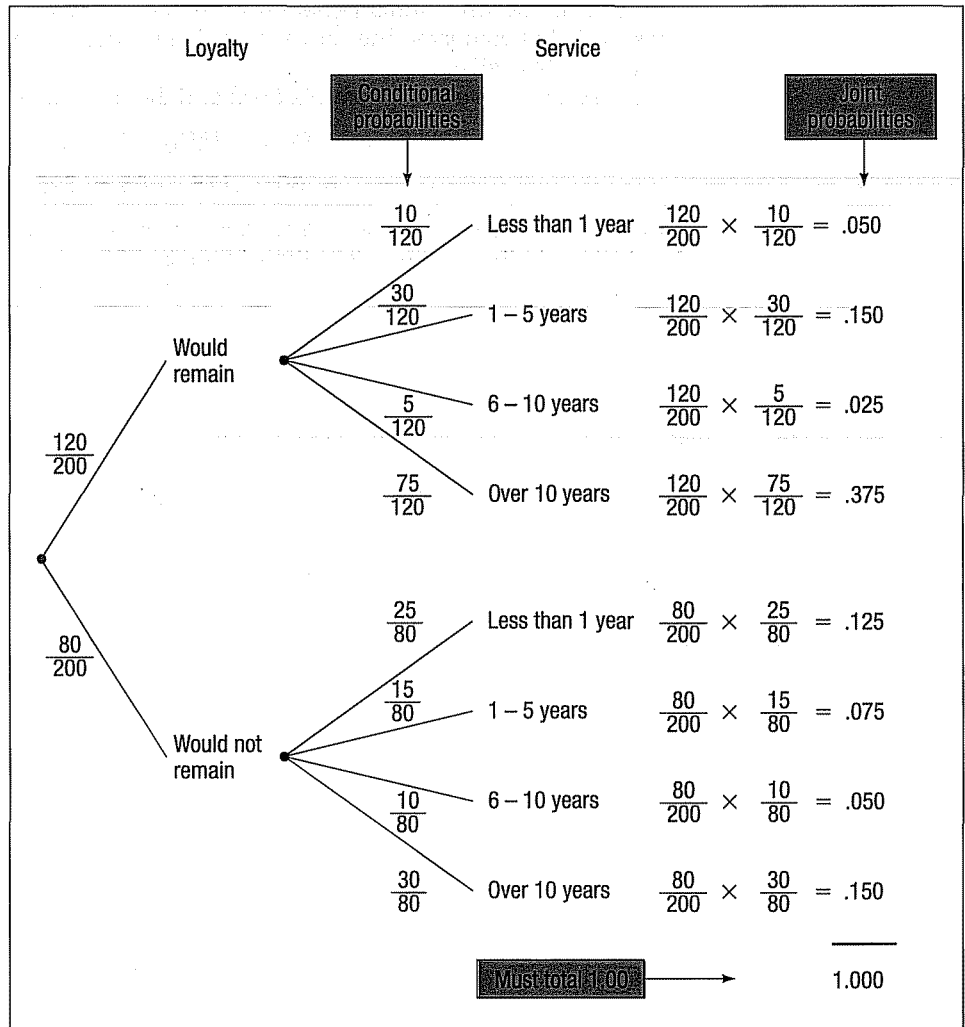 Loyalty Service
Conditional probabilities
Joint probabilities
10/120 Less than 1 year 120/200 × 10/120 = .050
30/120 1 – 5 years 120/200 × 30/120 = .150
Would remain
5/120 6 – 10 years 120/200 × 5/120 = .025
120/200
75/120 Over 10 years 120/200 × 75/120 = .375
25/80 Less than 1 year 80/200 × 25/80 = .125
80/200
15/80 1 – 5 years 80/200 × 15/80 = .075
Would not remain
10/80 6 – 10 years 80/200 × 10/80 = .050
30/80 Over 10 years 80/200 × 30/80 = .150
Must total 1.00 1.000